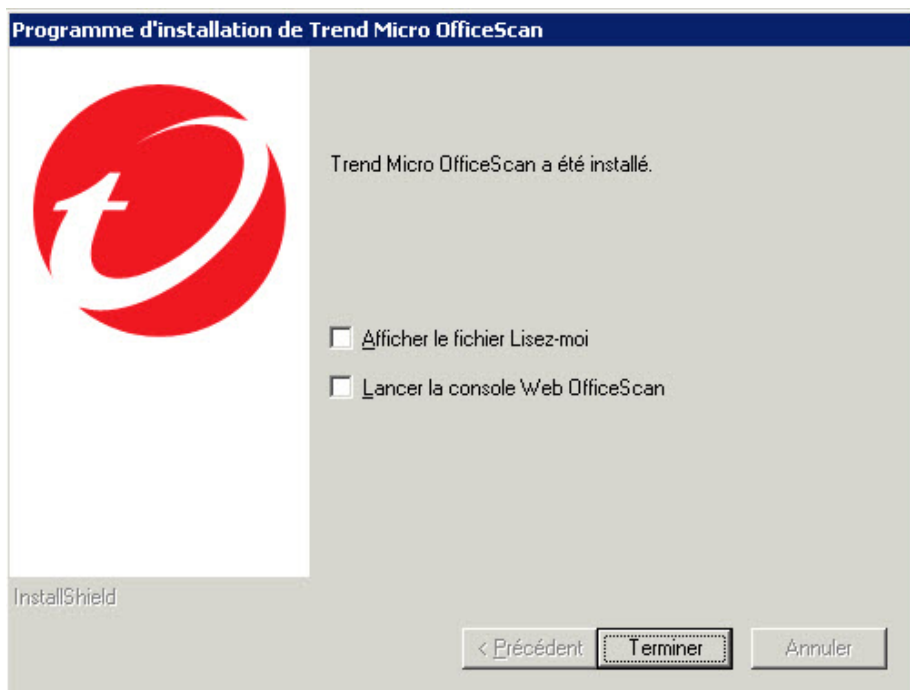 Programme d'installation de Trend Micro OfficeScan
Trend Micro OfficeScan a été installé.
Afficher le fichier Lisez-moi
Lancer la console Web OfficeScan
InstallShield
< Précédent
Terminer
Annuler